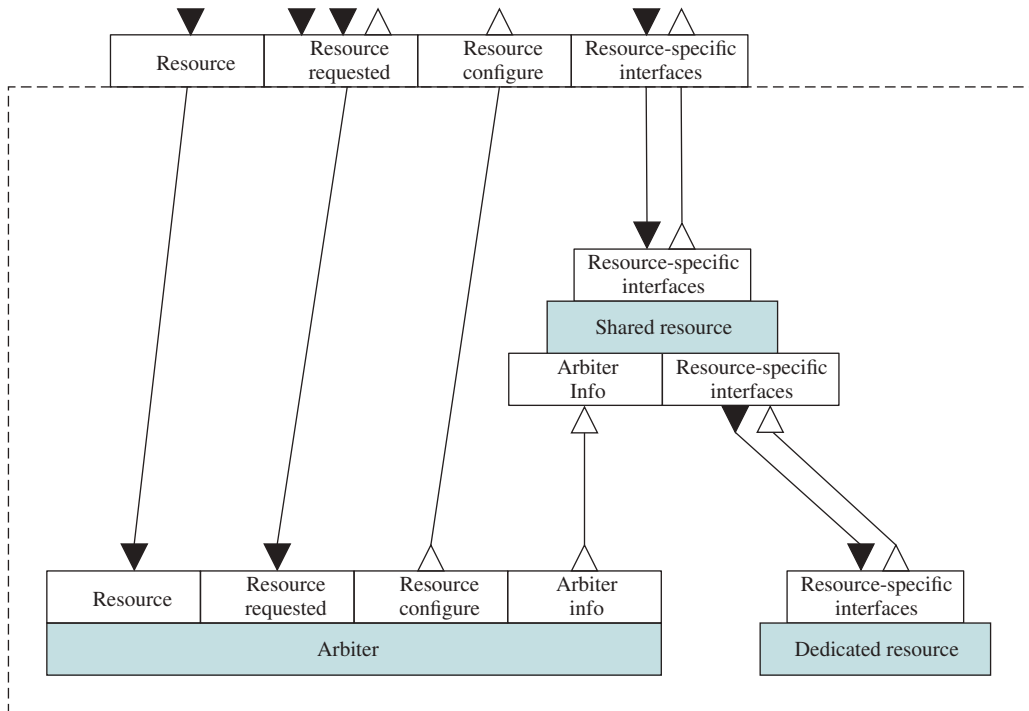 Resource
Resource
requested
Resource
configure
Resource-specific
interfaces
Resource-specific
interfaces
Shared resource
Arbiter
Info
Resource-specific
interfaces
Resource
Resource
requested
Resource
configure
Arbiter
info
Arbiter
Resource-specific
interfaces
Dedicated resource